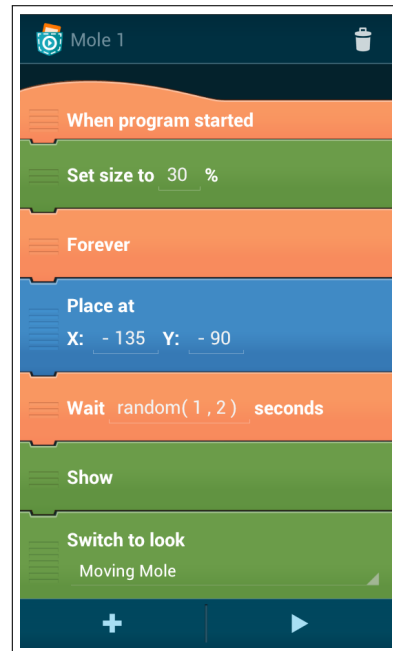 Mole 1
When program started
Set size to 30 %
Forever
Place at
X: - 135 Y: - 90
Wait random( 1 , 2 ) seconds
Show
Switch to look
Moving Mole